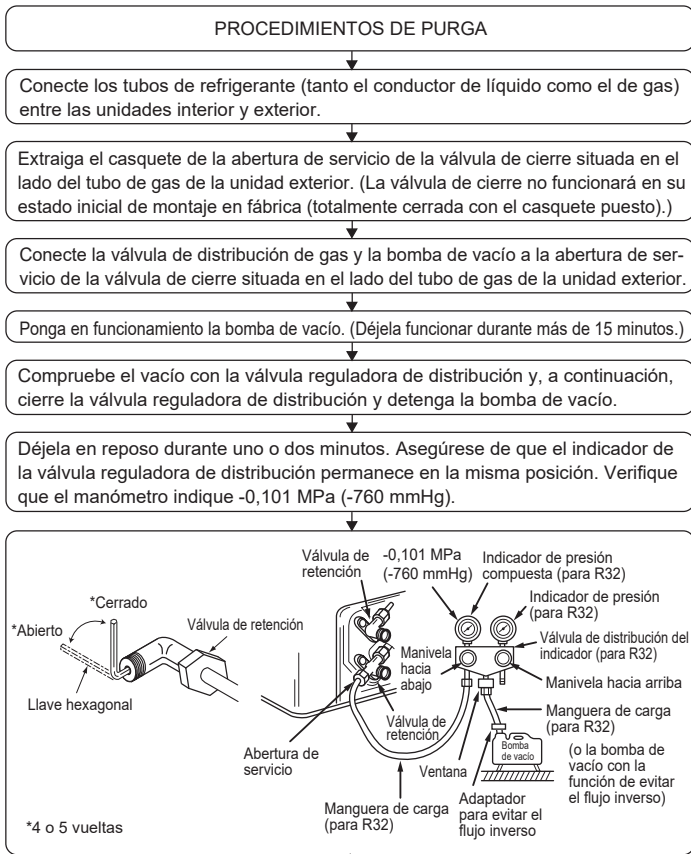 PROCEDIMIENTOS DE PURGA
Conecte los tubos de refrigerante (tanto el conductor de líquido como el de gas)
entre las unidades interior y exterior.
Extraiga el casquete de la abertura de servicio de la válvula de cierre situada en el
lado del tubo de gas de la unidad exterior. (La válvula de cierre no funcionará en su
estado inicial de montaje en fábrica (totalmente cerrada con el casquete puesto).)
Conecte la válvula de distribución de gas y la bomba de vacío a la abertura de ser-
vicio de la válvula de cierre situada en el lado del tubo de gas de la unidad exterior.
Ponga en funcionamiento la bomba de vacío. (Déjela funcionar durante más de 15 minutos.)
Compruebe el vacío con la válvula reguladora de distribución y, a continuación,
cierre la válvula reguladora de distribución y detenga la bomba de vacío.
Déjela en reposo durante uno o dos minutos. Asegúrese de que el indicador de
la válvula reguladora de distribución permanece en la misma posición. Verifique
que el manómetro indique -0,101 MPa (-760 mmHg).
*Cerrado
*Abierto
Válvula de retención
Llave hexagonal
*4 o 5 vueltas
Válvula de
retención
-0,101 MPa
(-760 mmHg)
Indicador de presión
compuesta (para R32)
Indicador de presión
(para R32)
Válvula de distribución del
indicador (para R32)
Manivela
hacia
abajo
Manivela hacia arriba
Válvula de
retención
Abertura de
servicio
Manguera de carga
(para R32)
Ventana
Manguera de carga
(para R32)
Bomba
de vacío
(o la bomba de
vacío con la
función de evitar
el flujo inverso)
Adaptador
para evitar el
flujo inverso